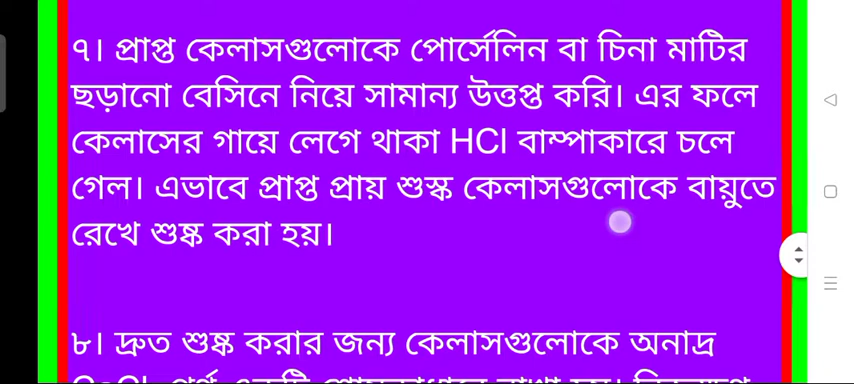 ৭। প্রাপ্ত কেলাসগুলোকে পোর্সেলিন বা চিনা মাটির
ছড়ানো বেসিনে নিয়ে সামান্য উত্তপ্ত করি। এর ফলে
কেলাসের গায়ে লেগে থাকা HCl বাম্পাকারে চলে
গেল। এভাবে প্রাপ্ত প্রায় শুস্ক কেলাসগুলোকে বায়ুতে
রেখে শুষ্ক করা হয়।
৮। দ্রুত শুষ্ক করার জন্য কেলাসগুলোকে অনাদ্র
একটি